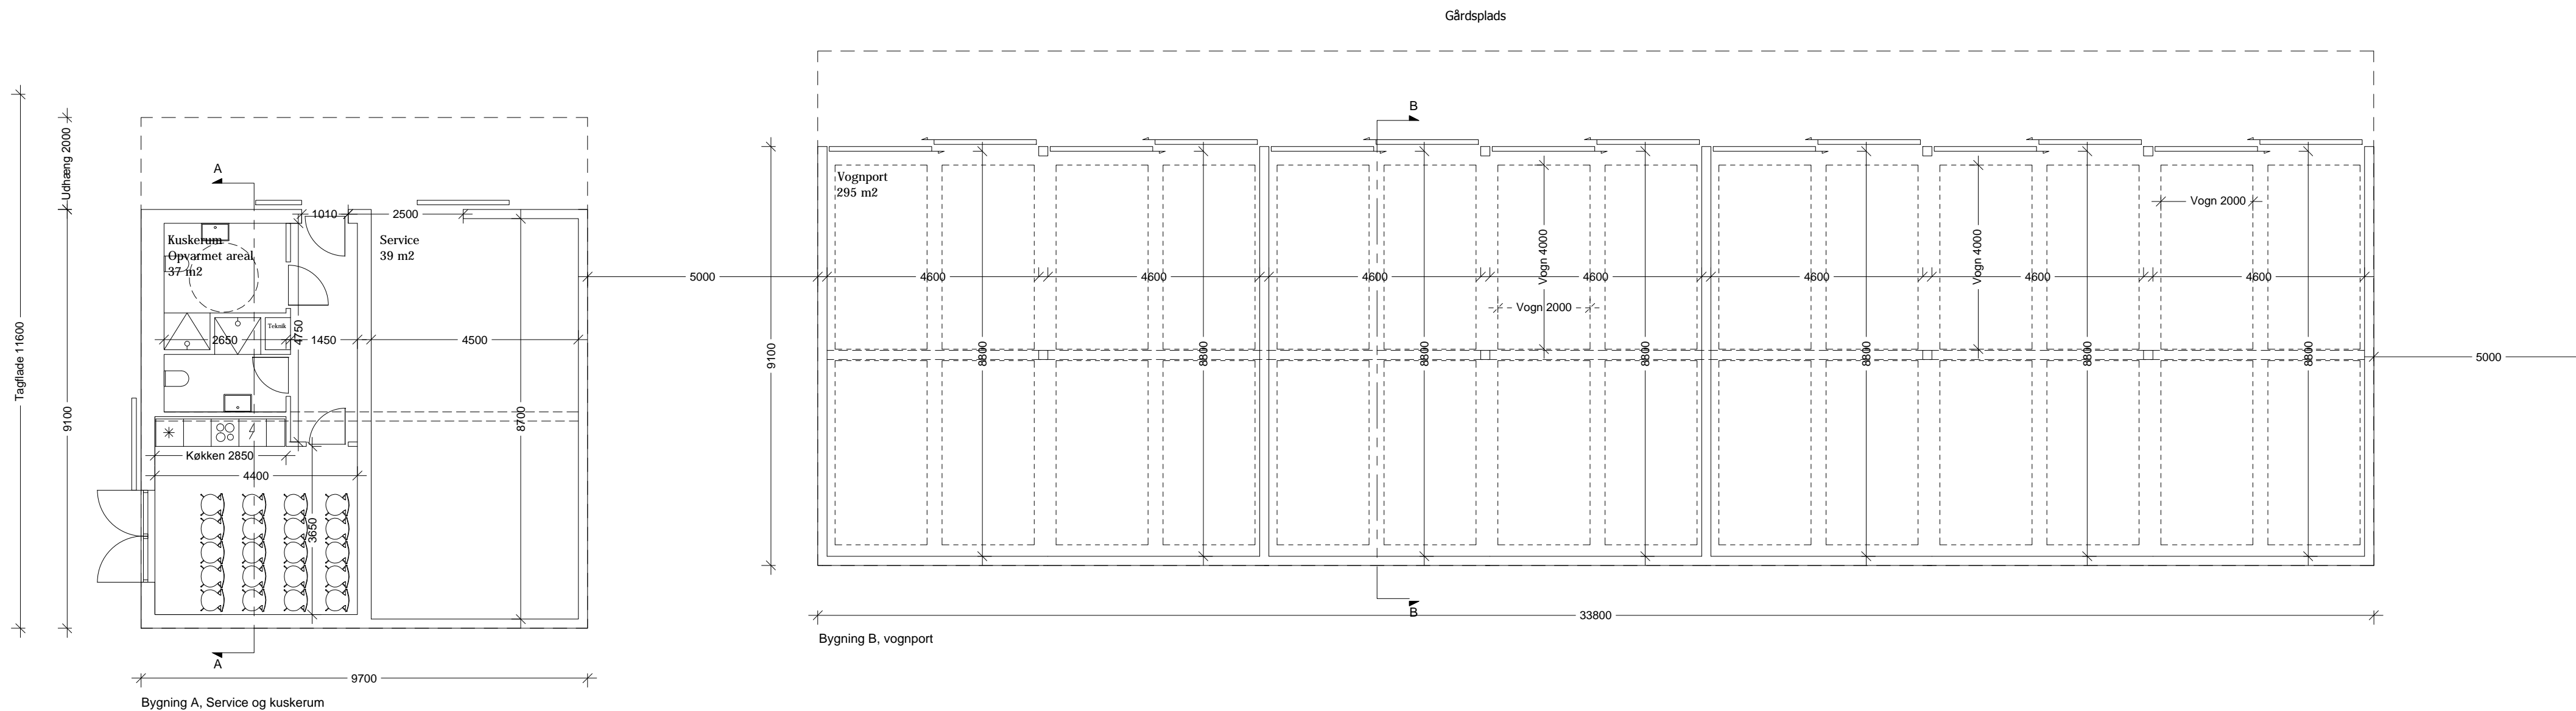 Gårdsplads
Tagflade 11600
Udhæng 2000
9100
A
1010
2500
Kuskerum
Opvarmet areal
37 m2
Service
39 m2
Teknik
2650
4750
1450
4500
8700
Køkken 2850
4400
3650
A
9700
Bygning A, Service og kuskerum
5000
9100
B
Vognport
295 m2
4600
4600
4600
4600
4600
4600
4600
Vogn 4000
Vogn 2000
Vogn 4000
Vogn 2000
8800
8800
8800
8800
8800
8800
8800
5000
B
33800
Bygning B, vognport